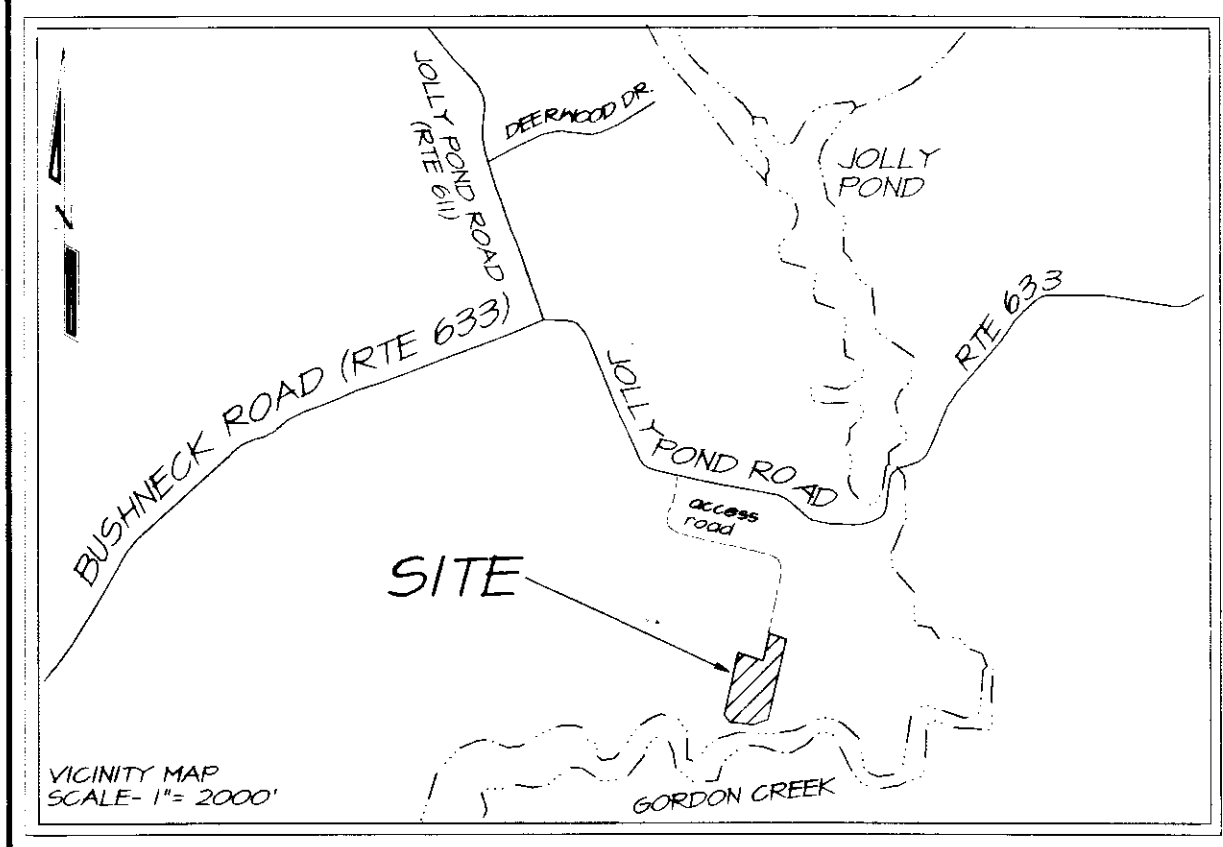 JOLLY POND ROAD
(RTE 611)
DEERWOOD DR.
JOLLY
POND
N
BUSHNECK ROAD (RTE 633)
RTE 633
JOLLY POND ROAD
access
road
SITE
VICINITY MAP
SCALE- 1"= 2000'
GORDON CREEK